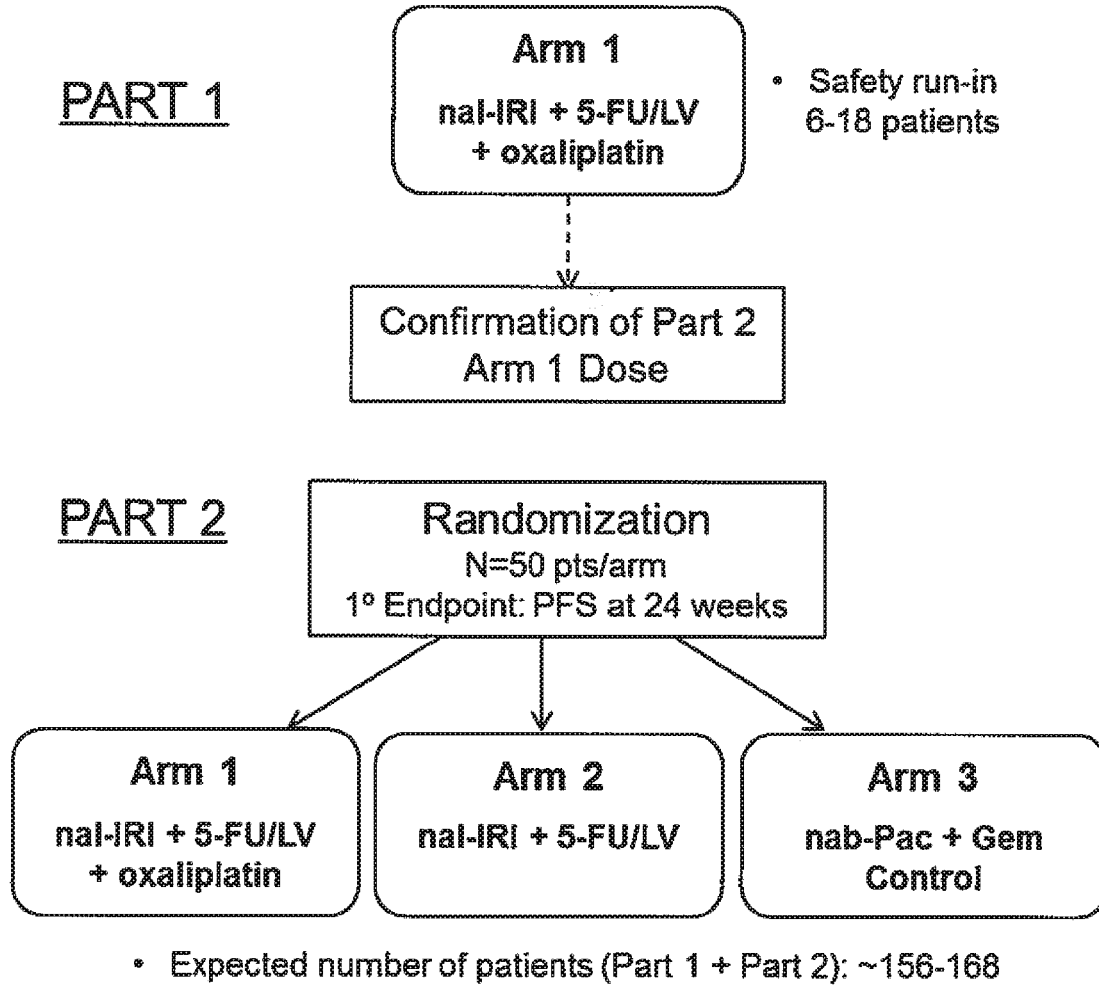 PART 1
Arm 1
nal-IRI + 5-FU/LV
+ oxaliplatin
• Safety run-in
6-18 patients
Confirmation of Part 2
Arm 1 Dose
PART 2
Randomization
N=50 pts/arm
1º Endpoint: PFS at 24 weeks
Arm 1
nal-IRI + 5-FU/LV
+ oxaliplatin
Arm 2
nal-IRI + 5-FU/LV
Arm 3
nab-Pac + Gem
Control
• Expected number of patients (Part 1 + Part 2): ~156-168